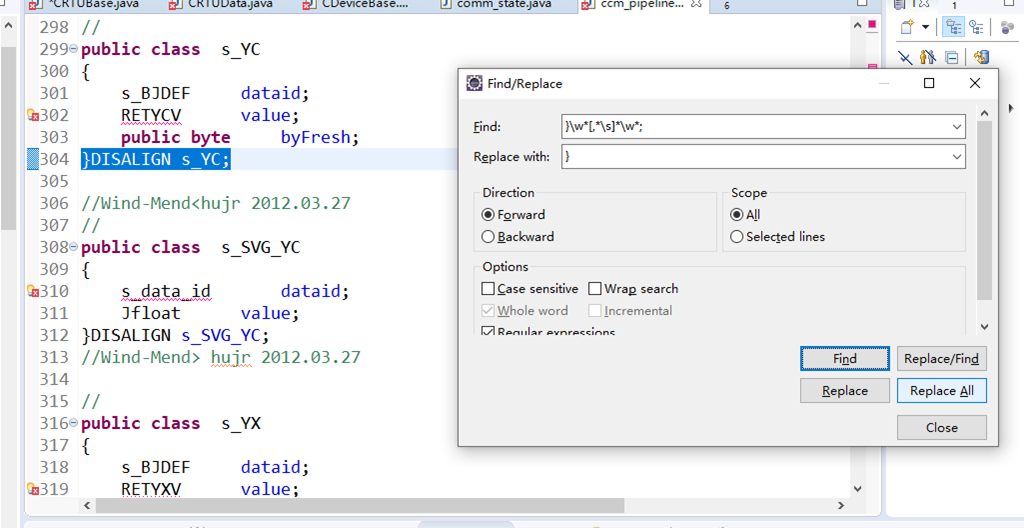 *CRTUBase.java CRTUData.java CDeviceBase.... comm_state.java ccm_pipeline... 6
1
298 //
299 public class s_YC
300 {
301 s_BJDEF dataid;
302 RETYCV value;
303 public byte byFresh;
304 }DISALIGN s_YC;
305
306 //Wind-Mend<hujr 2012.03.27
307 //
308 public class s_SVG_YC
309 {
310 s_data_id dataid;
311 Jfloat value;
312 }DISALIGN s_SVG_YC;
313 //Wind-Mend> hujr 2012.03.27
314
315 //
316 public class s_YX
317 {
318 s_BJDEF dataid;
319 RETYXV value;
Find/Replace
Find: }\w*[,*\s]*\w*;
Replace with: }
Direction
Forward
Backward
Scope
All
Selected lines
Options
Case sensitive Wrap search
Whole word Incremental
Regular expressions
Find Replace/Find
Replace Replace All
Close